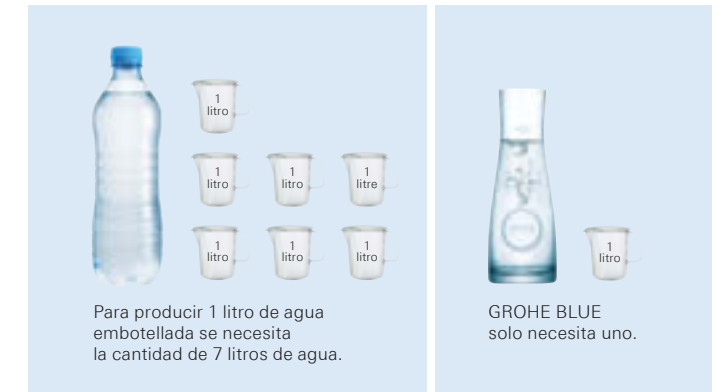 1
litro
1
litro
1
litro
1
litre
1
litro
1
litro
1
litro
Para producir 1 litro de agua
embotellada se necesita
la cantidad de 7 litros de agua.
1
litro
GROHE BLUE
solo necesita uno.